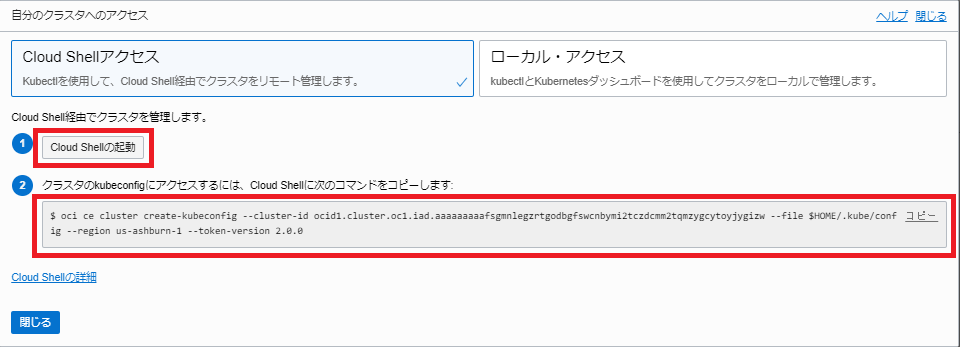 自分のクラスタへのアクセス
ヘルプ 閉じる
Cloud Shellアクセス
Kubectlを使用して、Cloud Shell経由でクラスタをリモート管理します。
ローカル・アクセス
kubectlとKubernetesダッシュボードを使用してクラスタをローカルで管理します。
Cloud Shell経由でクラスタを管理します。
1 Cloud Shellの起動
2 クラスタのkubeconfigにアクセスするには、Cloud Shellに次のコマンドをコピーします:
$ oci ce cluster create-kubeconfig --cluster-id ocid1.cluster.oc1.iad.aaaaaaaaafsgmnlegzrtgodbgfswcnbymi2tczdcmm2tqmzygcytoyjygizw --file $HOME/.kube/conf コピー
ig --region us-ashburn-1 --token-version 2.0.0
Cloud Shellの詳細
閉じる